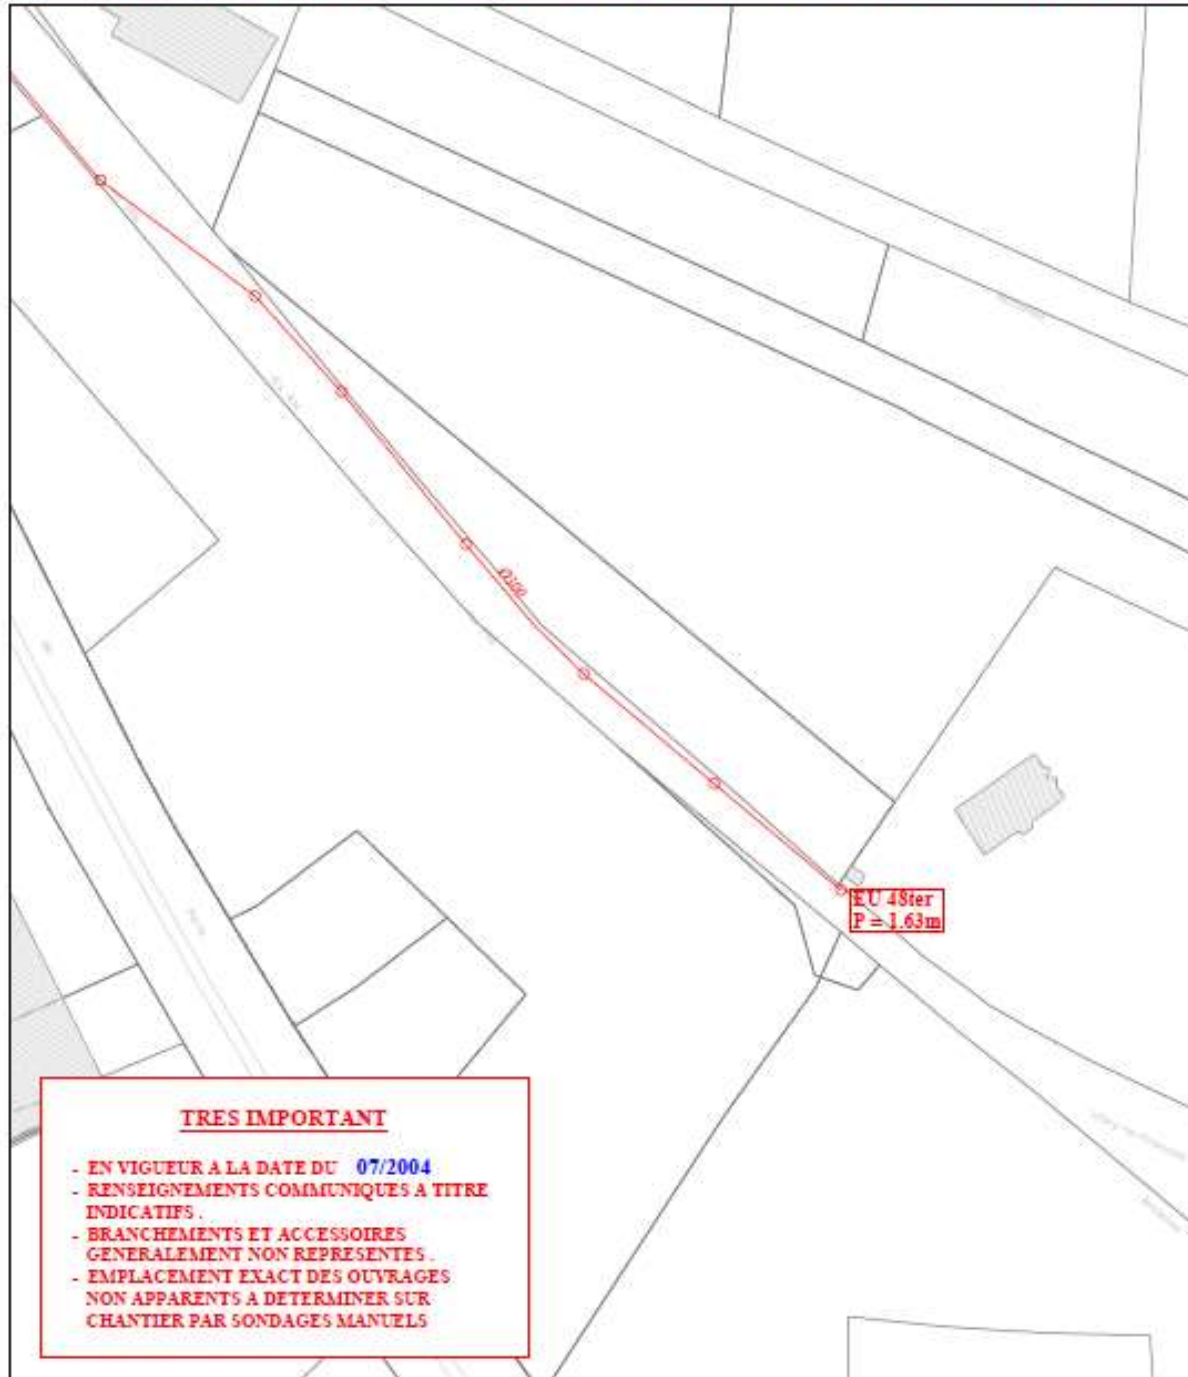 Ø200
EU 48ter
P = 1.63m
TRES IMPORTANT
- EN VIGUEUR A LA DATE DU 07/2004
- RENSEIGNEMENTS COMMUNIQUES A TITRE
INDICATIFS .
- BRANCHEMENTS ET ACCESSOIRES
GENERALEMENT NON REPRESENTES .
- EMPLACEMENT EXACT DES OUVRAGES
NON APPARENTS A DETERMINER SUR
CHANTIER PAR SONDAGES MANUELS